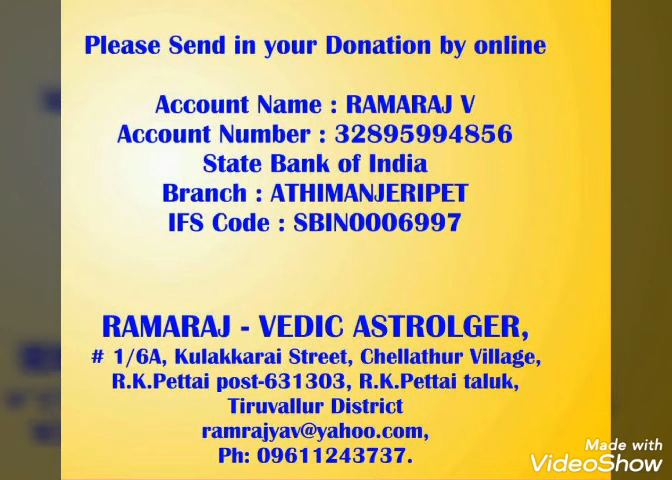 Please Send in your Donation by online
Account Name : RAMARAJ V
Account Number : 32895994856
State Bank of India
Branch : ATHIMANJERIPET
IFS Code : SBIN0006997
RAMARAJ - VEDIC ASTROLGER,
# 1/6A, Kulakkarai Street, Chellathur Village,
R.K.Pettai post-631303, R.K.Pettai taluk,
Tiruvallur District
ramrajyav@yahoo.com,
Ph: 09611243737.
Made with
VideoShow